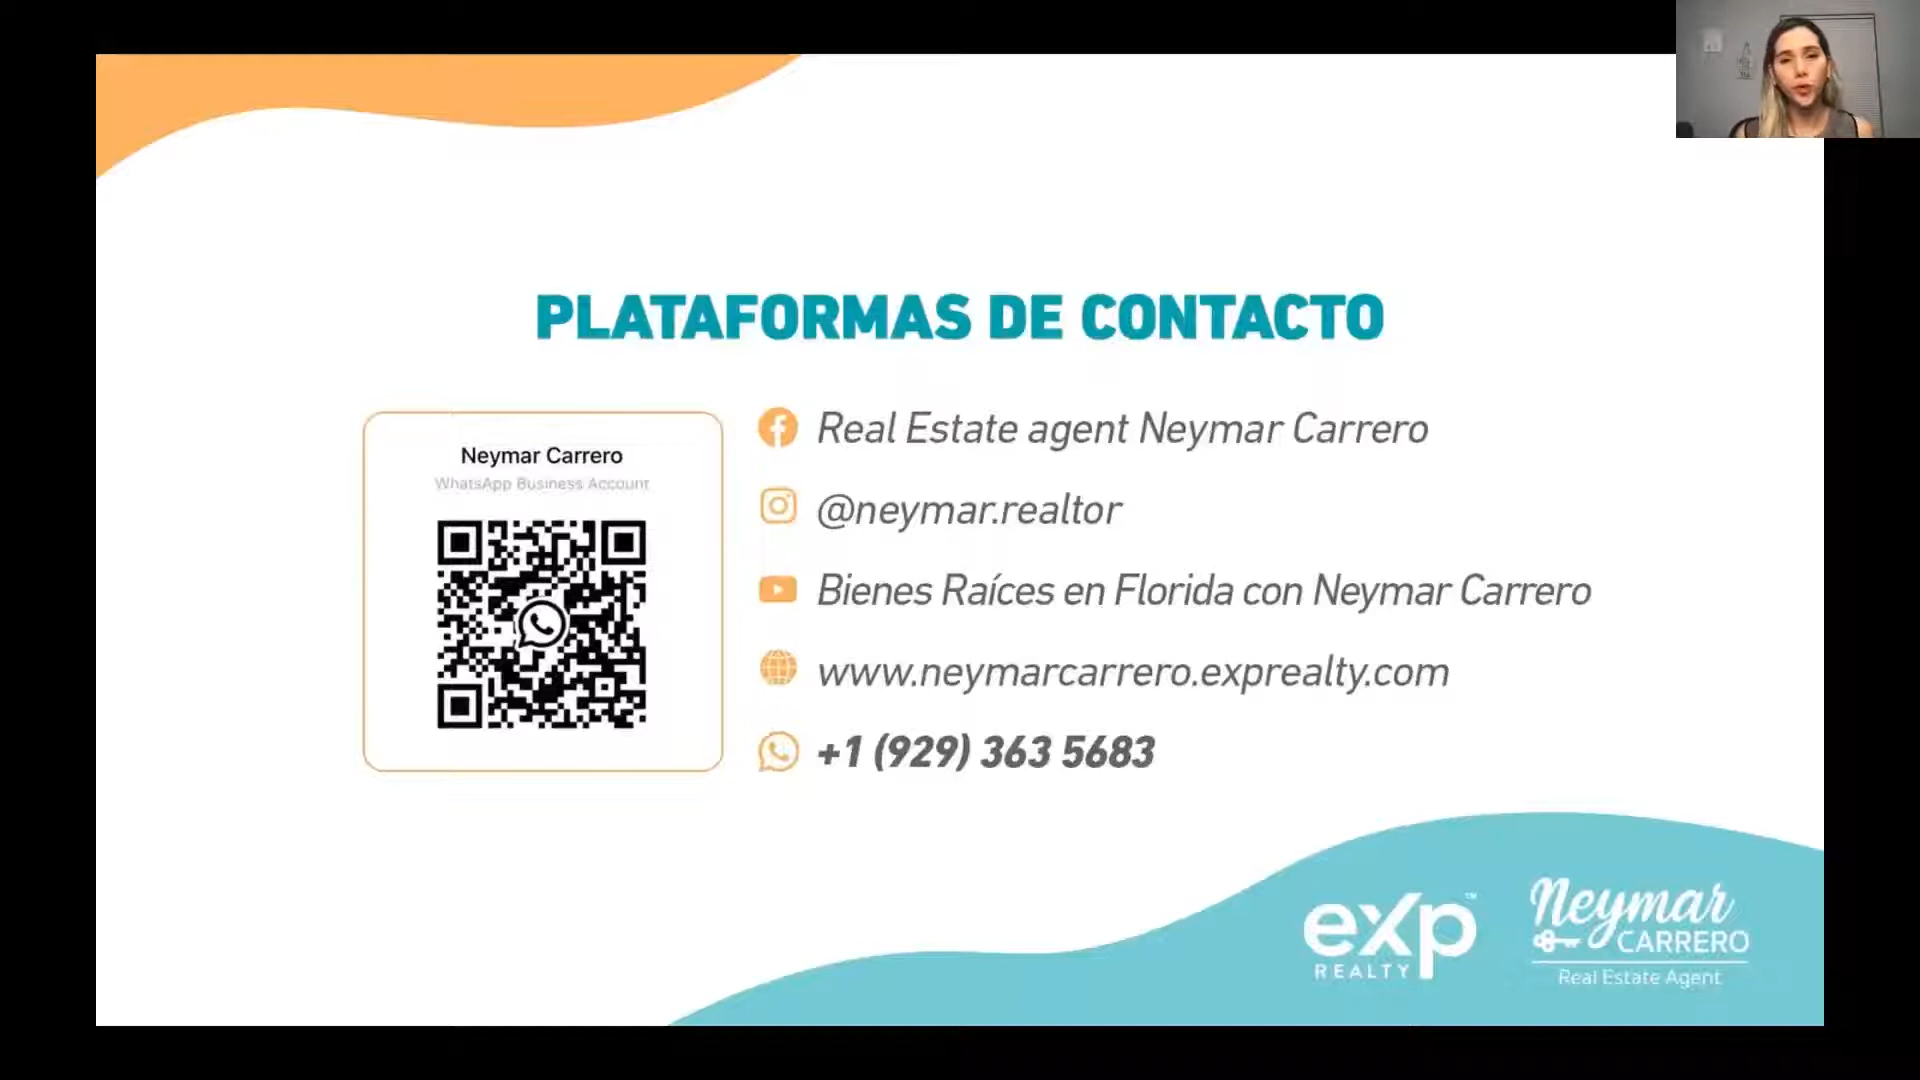 PLATAFORMAS DE CONTACTO
Neymar Carrero
WhatsApp Business Account
Real Estate agent Neymar Carrero
@neymar.realtor
Bienes Raíces en Florida con Neymar Carrero
www.neymarcarrero.exprealty.com
+1 (929) 363 5683
eXp™
REALTY
Neymar
CARRERO
Real Estate Agent